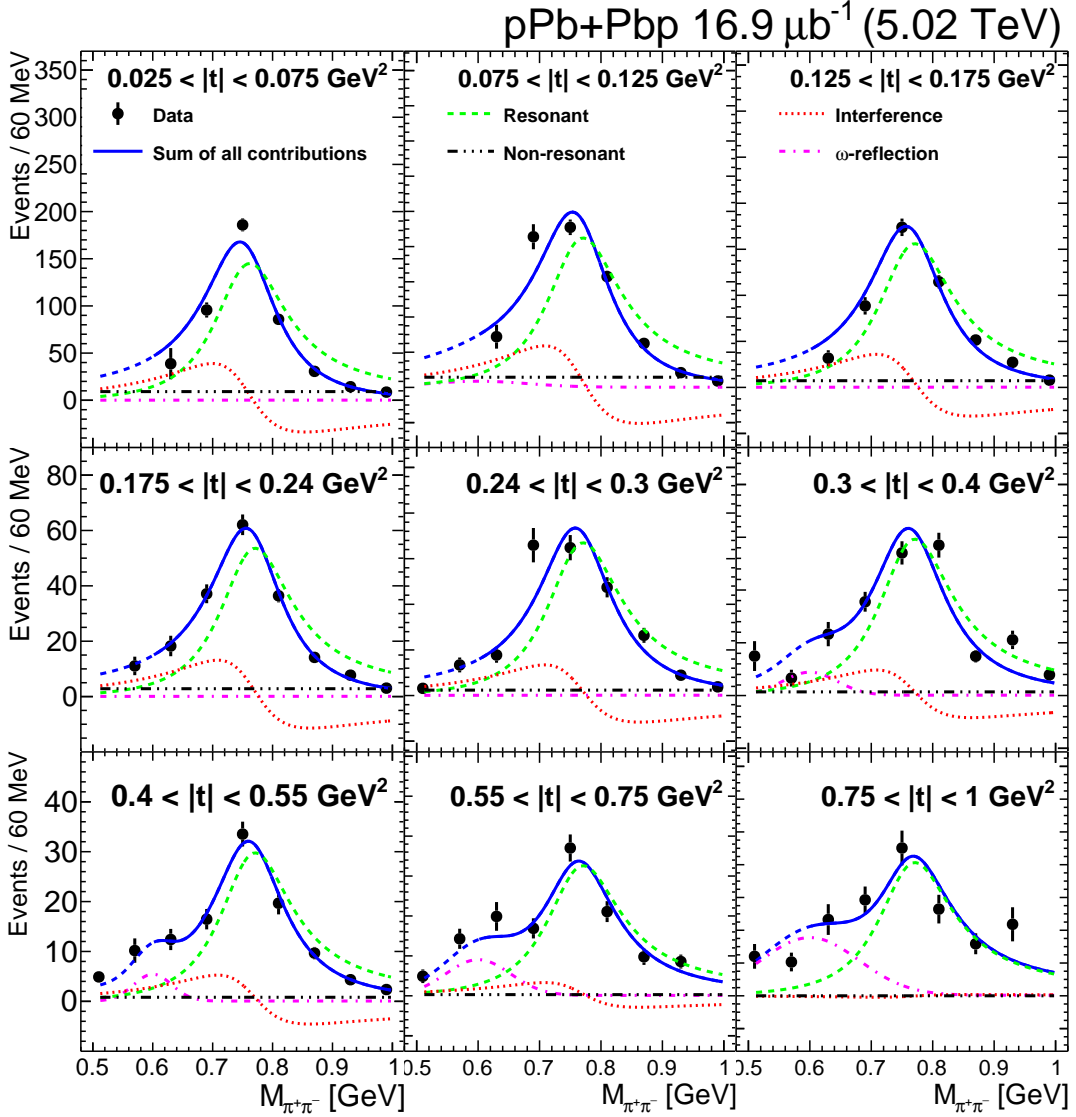 pPb+Pbp 16.9 μb⁻¹ (5.02 TeV)
0.025 < |t| < 0.075 GeV²
0.075 < |t| < 0.125 GeV²
0.125 < |t| < 0.175 GeV²
Data
Sum of all contributions
Resonant
Non-resonant
Interference
ω-reflection
Events / 60 MeV
350
300
250
200
150
100
50
0
0.175 < |t| < 0.24 GeV²
0.24 < |t| < 0.3 GeV²
0.3 < |t| < 0.4 GeV²
Events / 60 MeV
80
60
40
20
0
0.4 < |t| < 0.55 GeV²
0.55 < |t| < 0.75 GeV²
0.75 < |t| < 1 GeV²
Events / 60 MeV
40
30
20
10
0
0.5 0.6 0.7 0.8 0.9 1
0.5 0.6 0.7 0.8 0.9 1
0.5 0.6 0.7 0.8 0.9 1
M π⁺π⁻ [GeV]
M π⁺π⁻ [GeV]
M π⁺π⁻ [GeV]